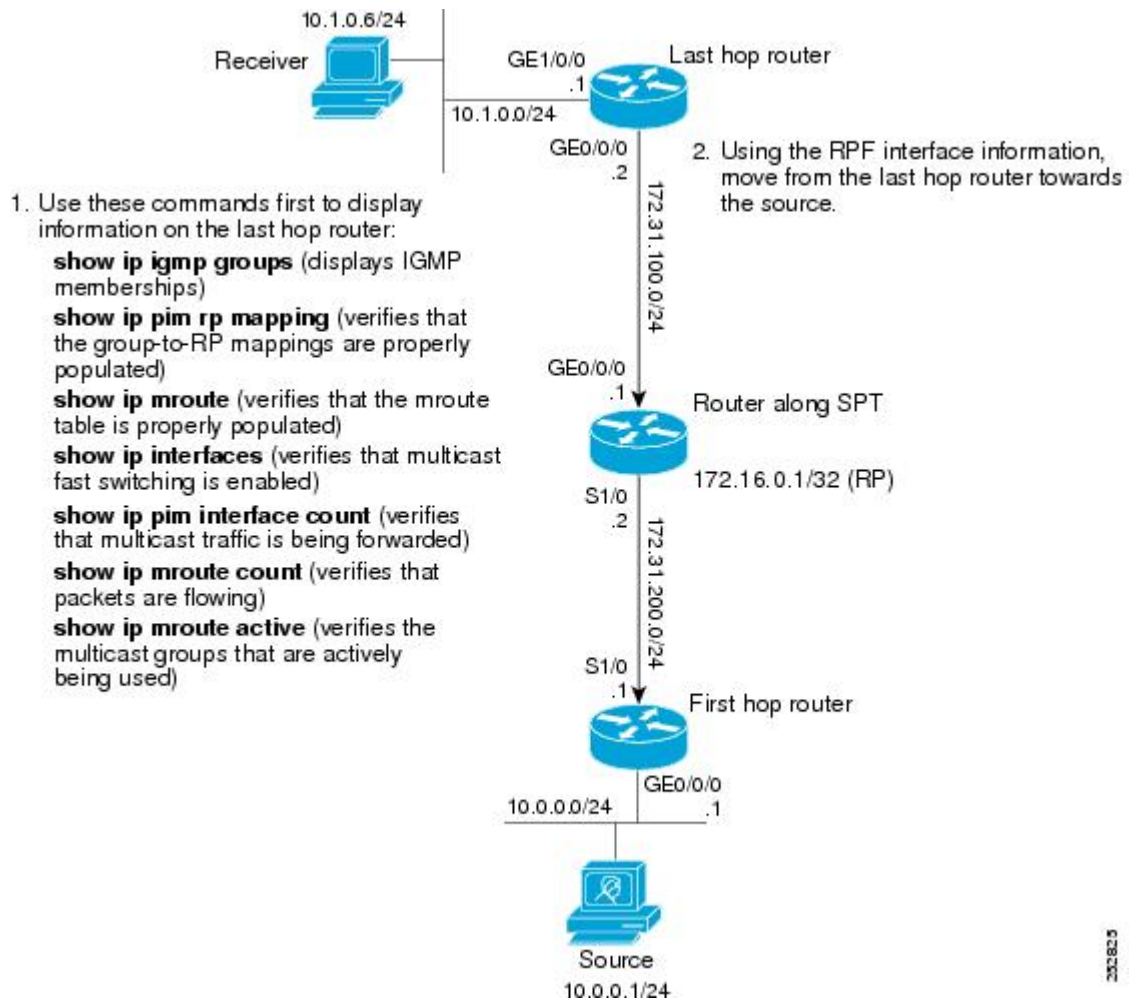 10.1.0.6/24
Receiver
GE1/0/0
.1
Last hop router
10.1.0.0/24
GE0/0/0
.2
172.31.100.0/24
2. Using the RPF interface information,
move from the last hop router towards
the source.
1. Use these commands first to display
information on the last hop router:
show ip igmp groups (displays IGMP
memberships)
show ip pim rp mapping (verifies that
the group-to-RP mappings are properly
populated)
show ip mroute (verifies that the mroute
table is properly populated)
show ip interfaces (verifies that multicast
fast switching is enabled)
show ip pim interface count (verifies
that multicast traffic is being forwarded)
show ip mroute count (verifies that
packets are flowing)
show ip mroute active (verifies the
multicast groups that are actively
being used)
GE0/0/0
.1
Router along SPT
172.16.0.1/32 (RP)
S1/0
.2
172.31.200.0/24
S1/0
.1
First hop router
GE0/0/0
.1
10.0.0.0/24
Source
10.0.0.1/24
252825